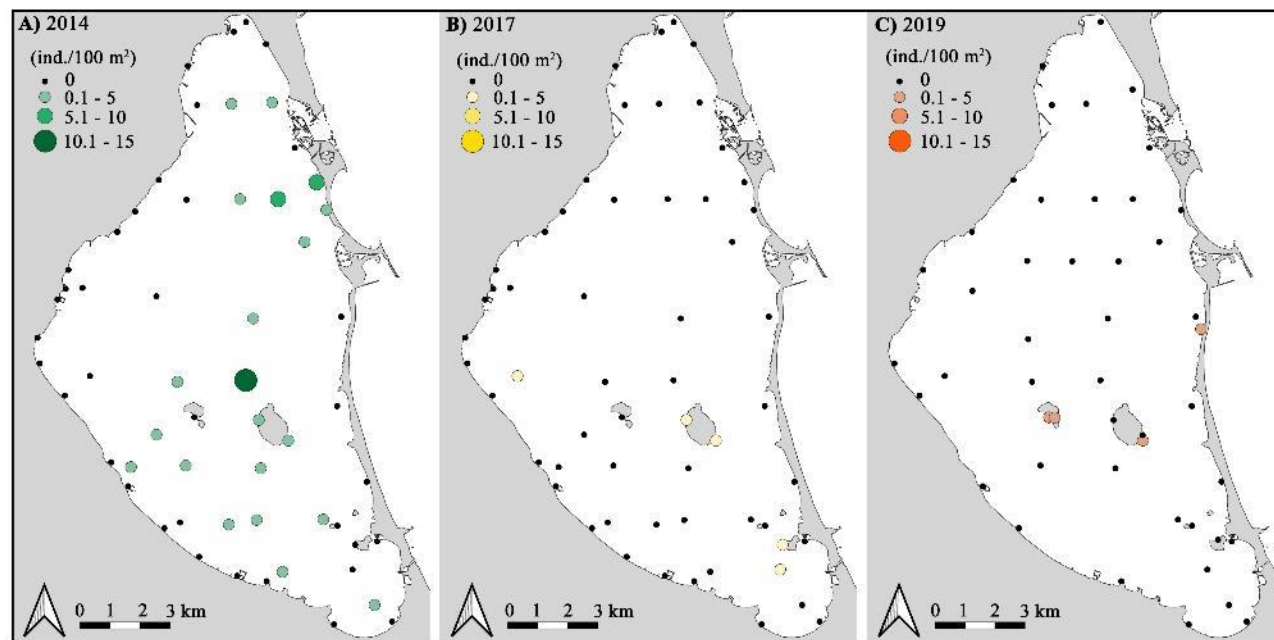 A) 2014
(ind./100 m²)
0
0.1 - 5
5.1 - 10
10.1 - 15
0 1 2 3 km
B) 2017
(ind./100 m²)
0
0.1 - 5
5.1 - 10
10.1 - 15
0 1 2 3 km
C) 2019
(ind./100 m²)
0
0.1 - 5
5.1 - 10
10.1 - 15
0 1 2 3 km